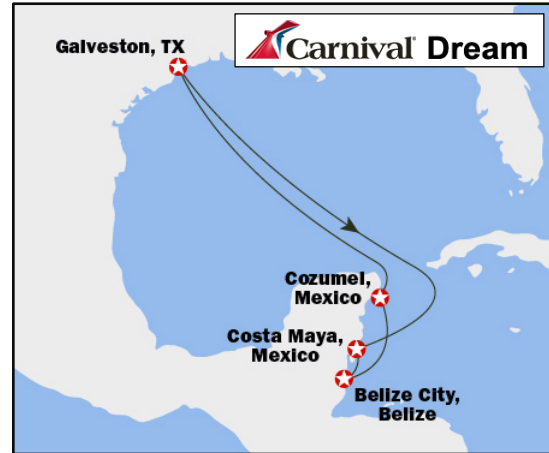 Carnival Dream
Galveston, TX
Cozumel,
Mexico
Costa Maya,
Mexico
Belize City,
Belize